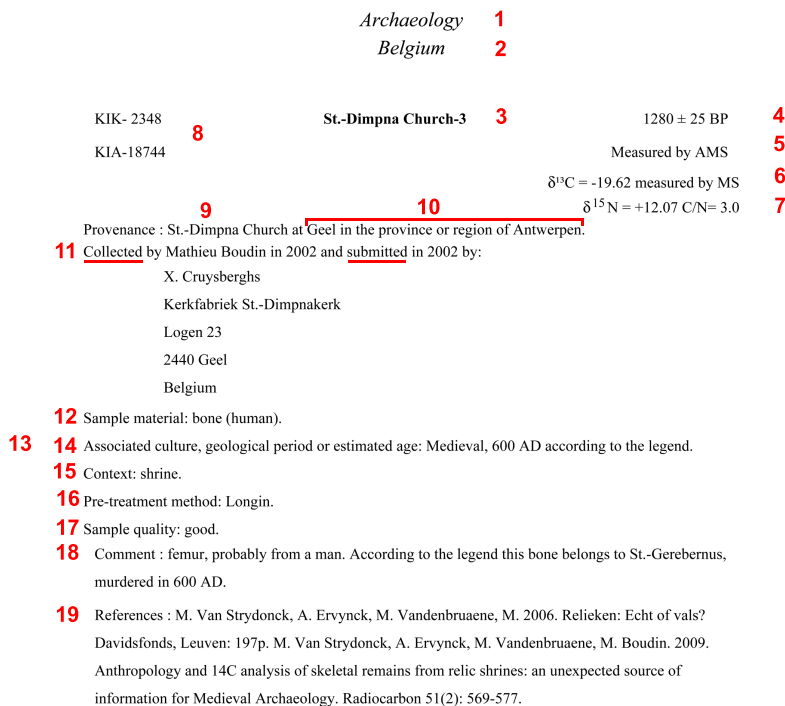 Archaeology 1
Belgium 2
KIK- 2348 St.-Dimpna Church-3 3 1280 ± 25 BP 4
8
KIA-18744 Measured by AMS 5
δ¹³C = -19.62 measured by MS 6
9 10 δ¹⁵N = +12.07 C/N= 3.0 7
Provenance : St.-Dimpna Church at Geel in the province or region of Antwerpen.
11 Collected by Mathieu Boudin in 2002 and submitted in 2002 by:
X. Cruysberghs
Kerkfabriek St.-Dimpnakerk
Logen 23
2440 Geel
Belgium
12 Sample material: bone (human).
13 14 Associated culture, geological period or estimated age: Medieval, 600 AD according to the legend.
15 Context: shrine.
16 Pre-treatment method: Longin.
17 Sample quality: good.
18 Comment : femur, probably from a man. According to the legend this bone belongs to St.-Gerebernus,
murdered in 600 AD.
19 References : M. Van Strydonck, A. Ervynck, M. Vandenbruaene, M. 2006. Relieken: Echt of vals?
Davidsfonds, Leuven: 197p. M. Van Strydonck, A. Ervynck, M. Vandenbruaene, M. Boudin. 2009.
Anthropology and 14C analysis of skeletal remains from relic shrines: an unexpected source of
information for Medieval Archaeology. Radiocarbon 51(2): 569-577.